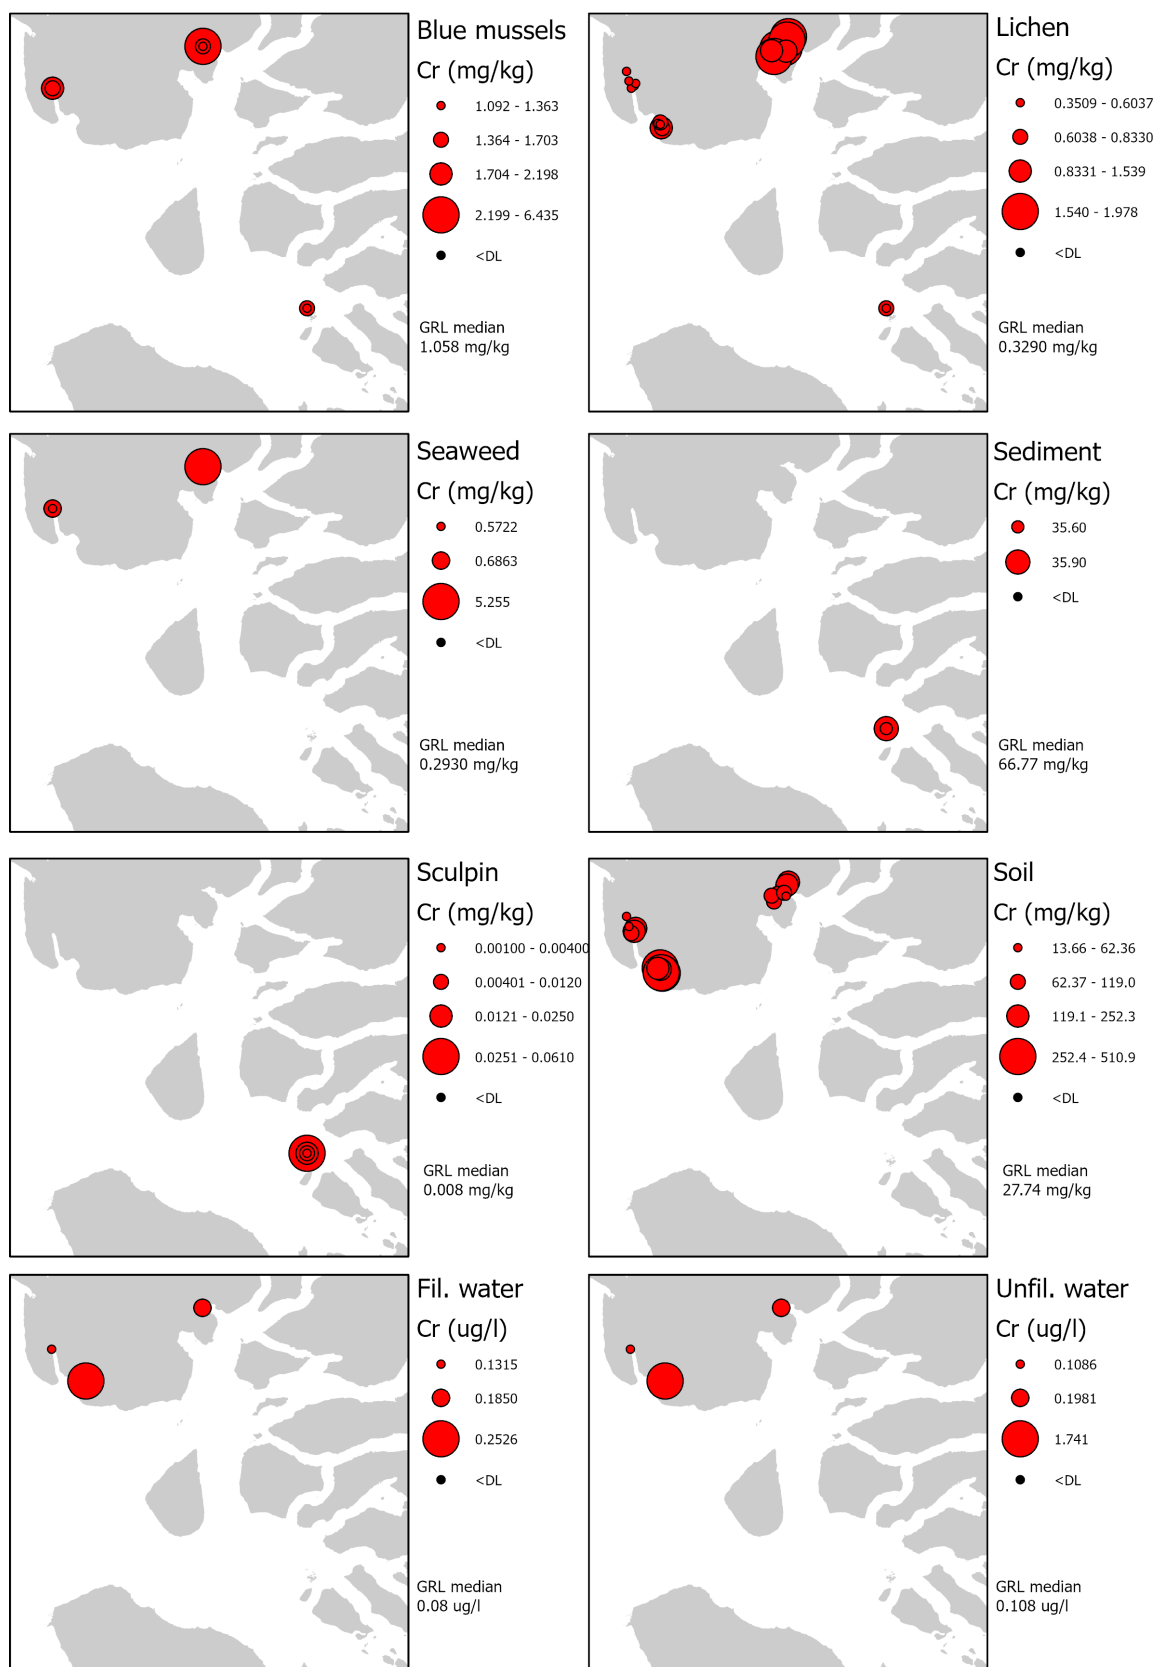 Blue mussels
Cr (mg/kg)
1.092 - 1.363
1.364 - 1.703
1.704 - 2.198
2.199 - 6.435
<DL
GRL median
1.058 mg/kg
Lichen
Cr (mg/kg)
0.3509 - 0.6037
0.6038 - 0.8330
0.8331 - 1.539
1.540 - 1.978
<DL
GRL median
0.3290 mg/kg
Seaweed
Cr (mg/kg)
0.5722
0.6863
5.255
<DL
GRL median
0.2930 mg/kg
Sediment
Cr (mg/kg)
35.60
35.90
<DL
GRL median
66.77 mg/kg
Sculpin
Cr (mg/kg)
0.00100 - 0.00400
0.00401 - 0.0120
0.0121 - 0.0250
0.0251 - 0.0610
<DL
GRL median
0.008 mg/kg
Soil
Cr (mg/kg)
13.66 - 62.36
62.37 - 119.0
119.1 - 252.3
252.4 - 510.9
<DL
GRL median
27.74 mg/kg
Fil. water
Cr (ug/l)
0.1315
0.1850
0.2526
<DL
GRL median
0.08 ug/l
Unfil. water
Cr (ug/l)
0.1086
0.1981
1.741
<DL
GRL median
0.108 ug/l